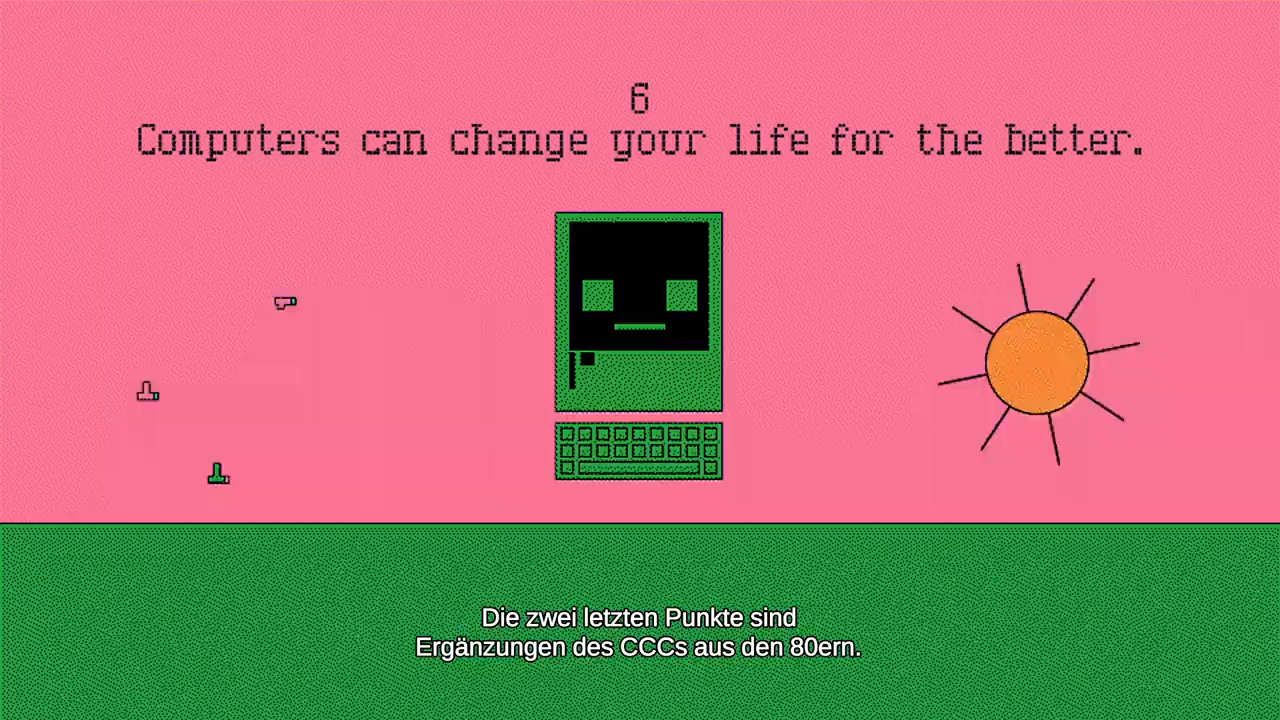 6
Computers can change your life for the better.
Die zwei letzten Punkte sind
Ergänzungen des CCCs aus den 80ern.